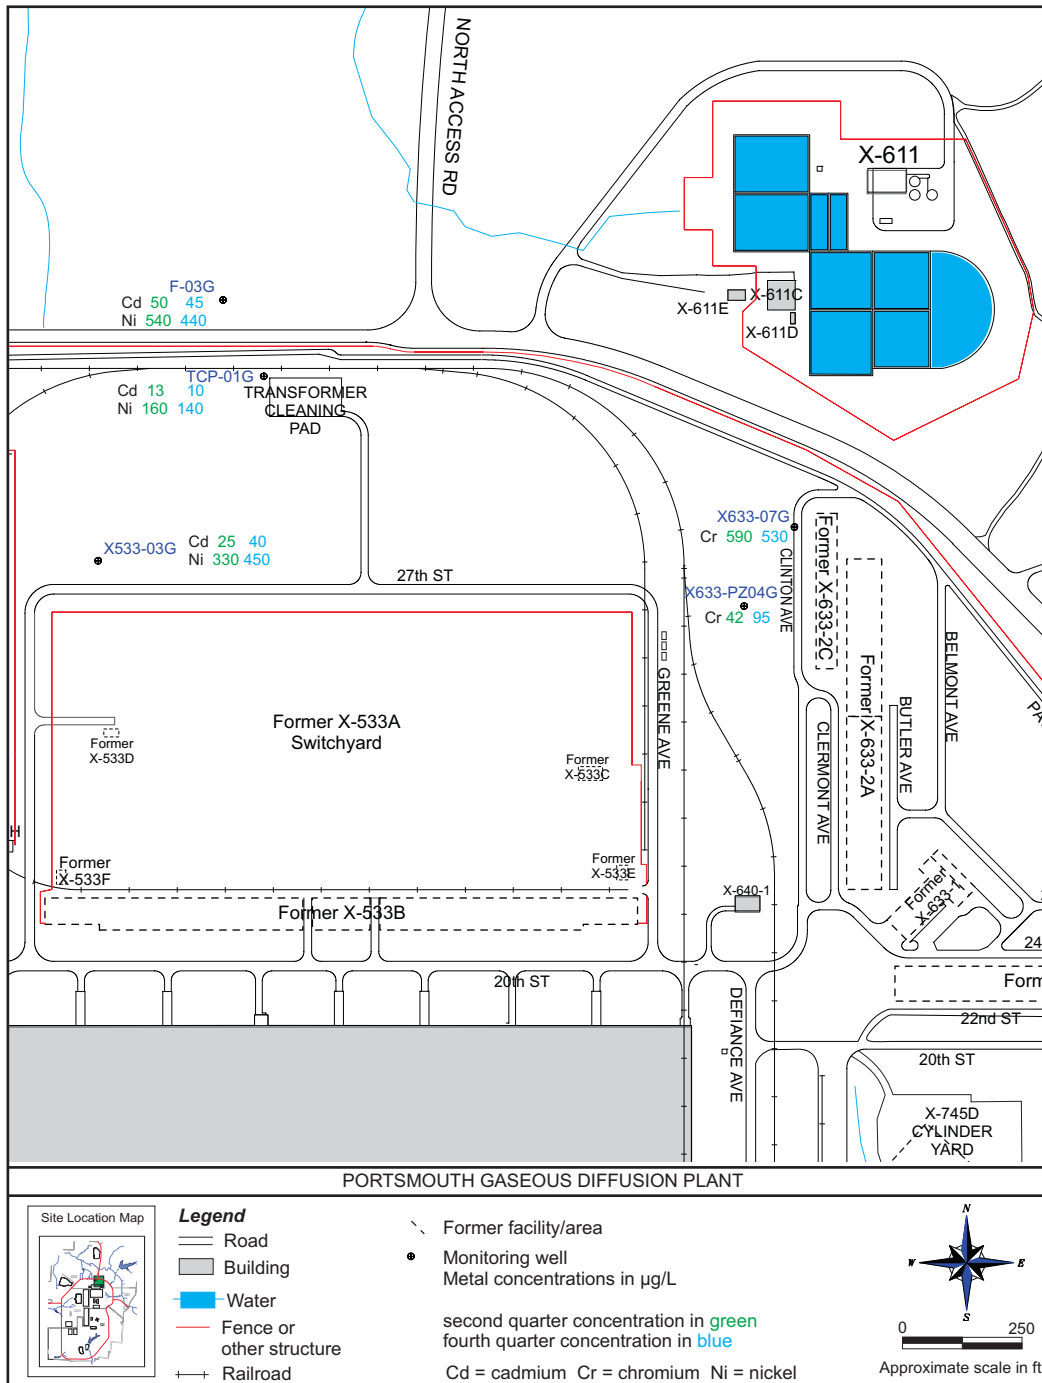 NORTH ACCESS RD
X-611
F-03G
Cd 50 45
Ni 540 440
X-611E
X-611C
X-611D
TCP-01G
Cd 13 10
Ni 160 140
TRANSFORMER
CLEANING
PAD
X533-03G
Cd 25 40
Ni 330 450
27th ST
X633-07G
Cr 590 530
X633-PZ04G
Cr 42 95
CLINTON AVE
Former X-633-2C
Former X-633-2A
BELMONT AVE
BUTLER AVE
CLERMONT AVE
GREENE AVE
PA
Former X-533A
Switchyard
Former
X-533D
Former
X-533C
H
Former
X-533F
Former
X-533E
Former X-533B
X-640-1
Former
X-633-1
24
20th ST
DEFIANCE AVE
Form
22nd ST
20th ST
X-745D
CYLINDER
YARD
PORTSMOUTH GASEOUS DIFFUSION PLANT
Site Location Map
Legend
Road
Building
Water
Fence or
other structure
Railroad
Former facility/area
Monitoring well
Metal concentrations in µg/L
second quarter concentration in green
fourth quarter concentration in blue
Cd = cadmium Cr = chromium Ni = nickel
N
W
E
S
0 250
Approximate scale in ft